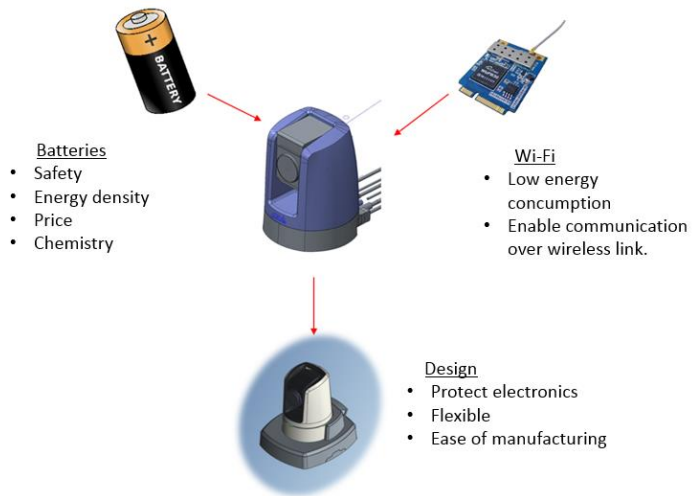 +
BATTERY
Batteries
• Safety
• Energy density
• Price
• Chemistry
Wi-Fi
• Low energy
concumption
• Enable communication
over wireless link.
Design
• Protect electronics
• Flexible
• Ease of manufacturing